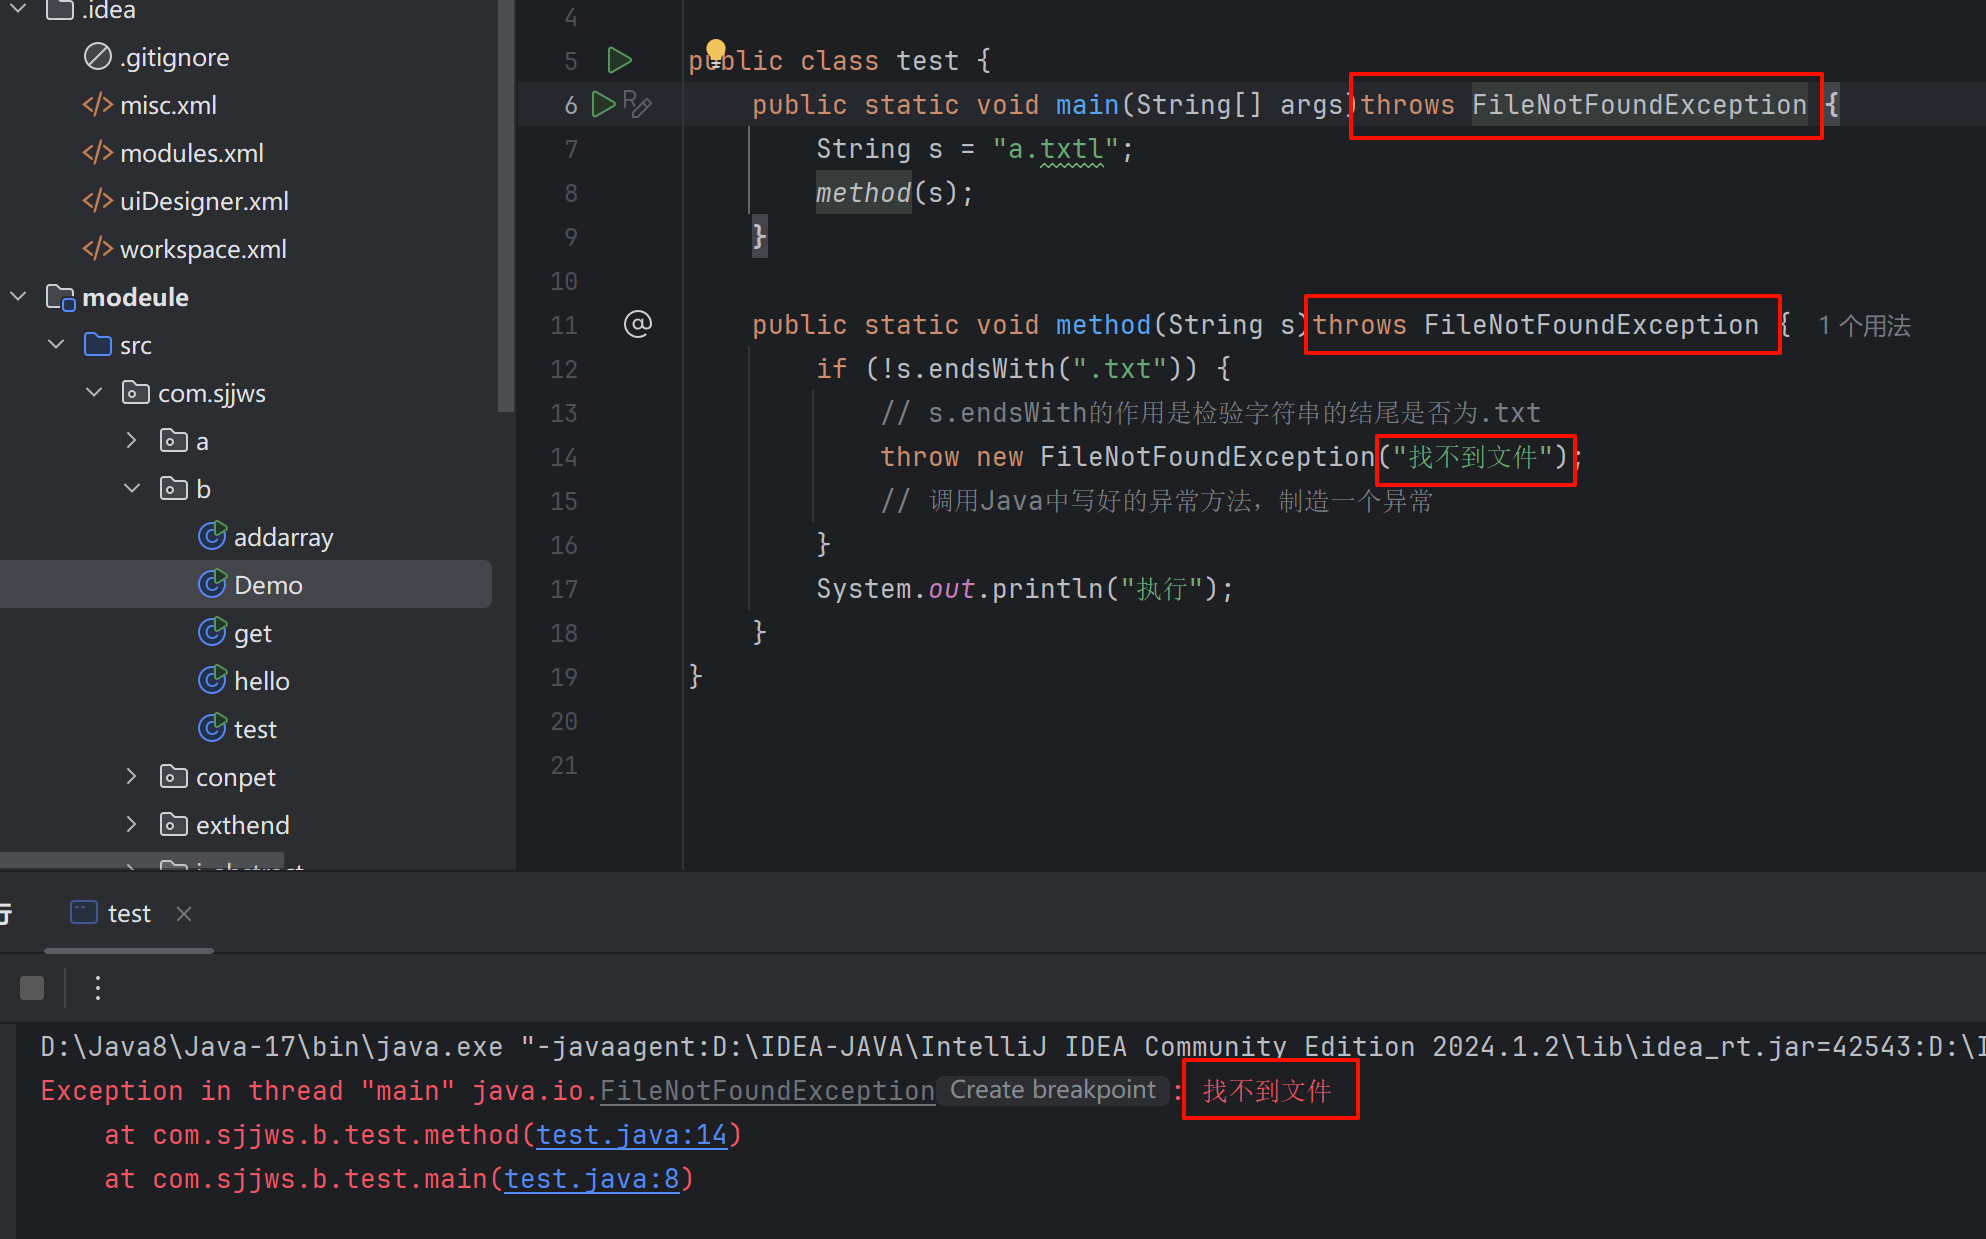 .idea
.gitignore
misc.xml
modules.xml
uiDesigner.xml
workspace.xml
modeule
src
com.sjjws
a
b
addarray
Demo
get
hello
test
conpet
exthend
4
5 public class test {
6 public static void main(String[] args)throws FileNotFoundException {
7 String s = "a.txtl";
8 method(s);
9 }
10
11 @ public static void method(String s)throws FileNotFoundException { 1 个用法
12 if (!s.endsWith(".txt")) {
13 // s.endsWith的作用是检验字符串的结尾是否为.txt
14 throw new FileNotFoundException("找不到文件");
15 // 调用Java中写好的异常方法，制造一个异常
16 }
17 System.out.println("执行");
18 }
19 }
20
21
test
D:\Java8\Java-17\bin\java.exe "-javaagent:D:\IDEA-JAVA\IntelliJ IDEA Community Edition 2024.1.2\lib\idea_rt.jar=42543:D:\I
Exception in thread "main" java.io.FileNotFoundException Create breakpoint : 找不到文件
at com.sjjws.b.test.method(test.java:14)
at com.sjjws.b.test.main(test.java:8)